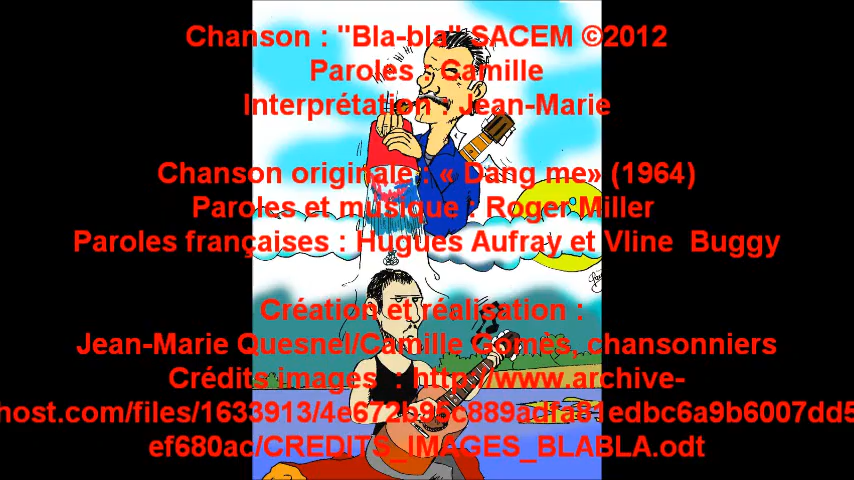 Chanson : "Bla-bla" SACEM ©2012
Paroles : Camille
Interprétation : Jean-Marie
Chanson originale : « Dang me» (1964)
Paroles et musique : Roger Miller
Paroles françaises : Hugues Aufray et Vline Buggy
Création et réalisation :
Jean-Marie Quesnel/Camille Gomès, chansonniers
Crédits images : http://www.archive-
host.com/files/1633913/4e672b95c889adfa81edbc6a9b6007dd5
ef680ac/CREDITS_IMAGES_BLABLA.odt